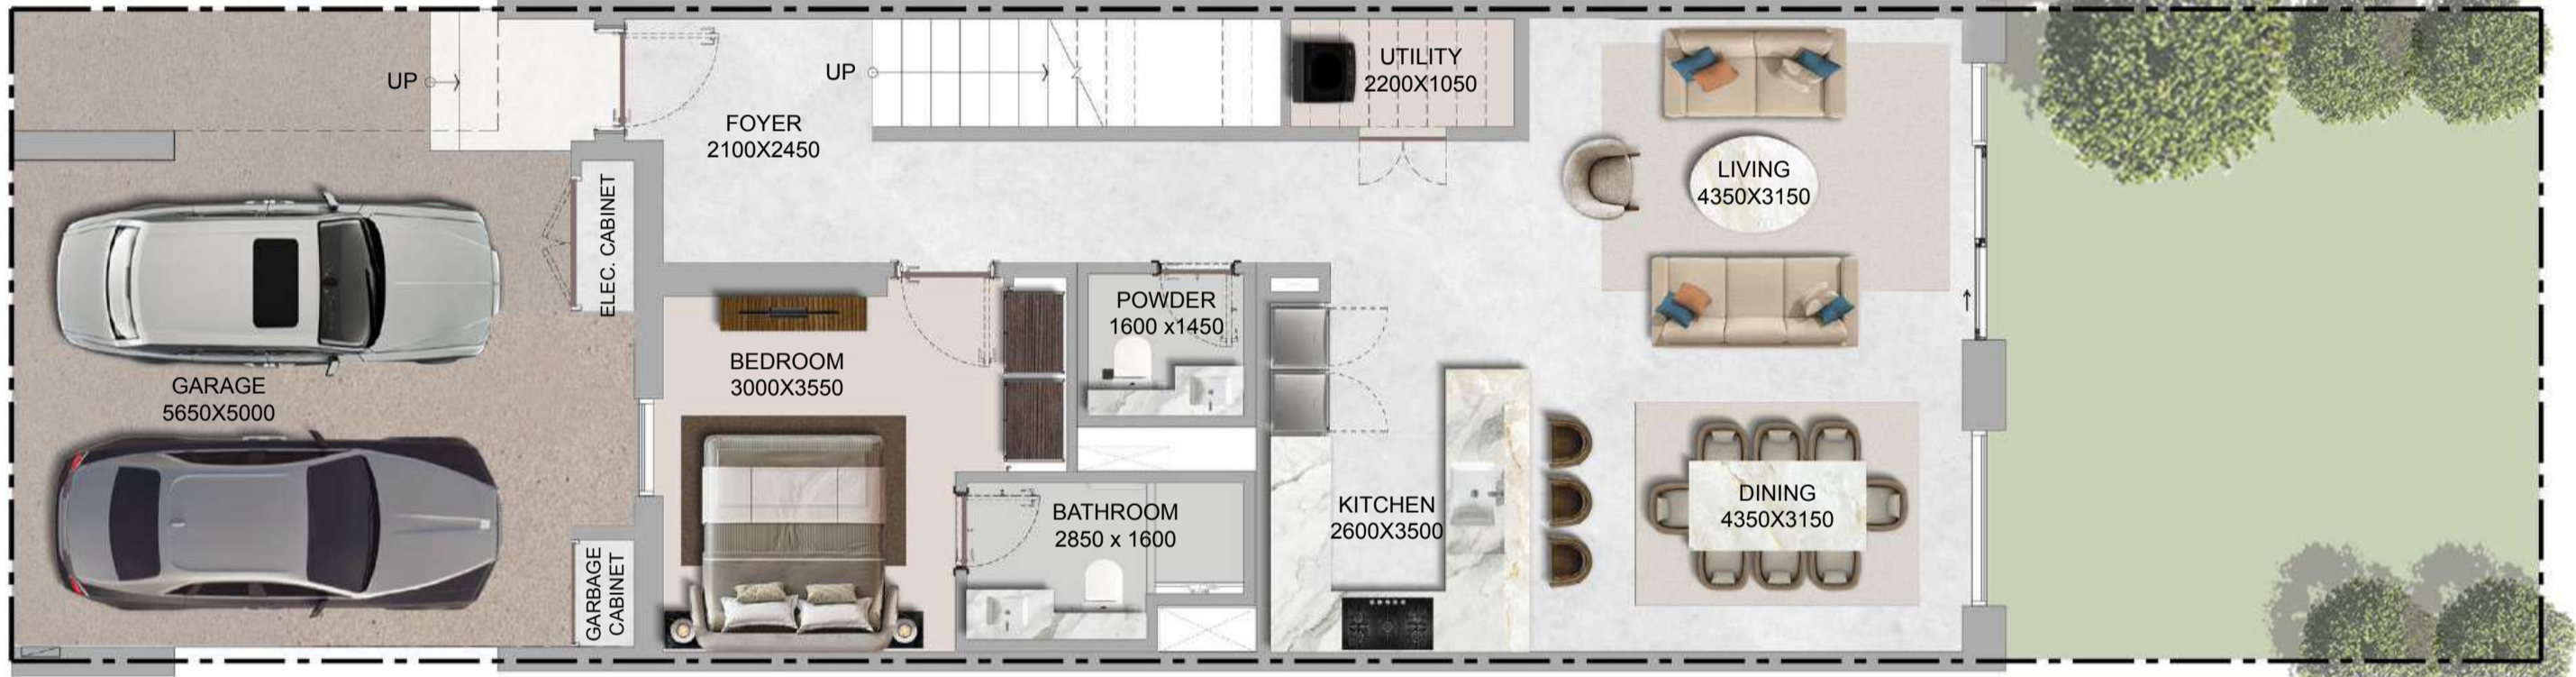 UP
FOYER
2100X2450
UP
UTILITY
2200X1050
LIVING
4350X3150
ELEC. CABINET
GARAGE
5650X5000
BEDROOM
3000X3550
POWDER
1600 x1450
GARBAGE
CABINET
BATHROOM
2850 x 1600
KITCHEN
2600X3500
DINING
4350X3150